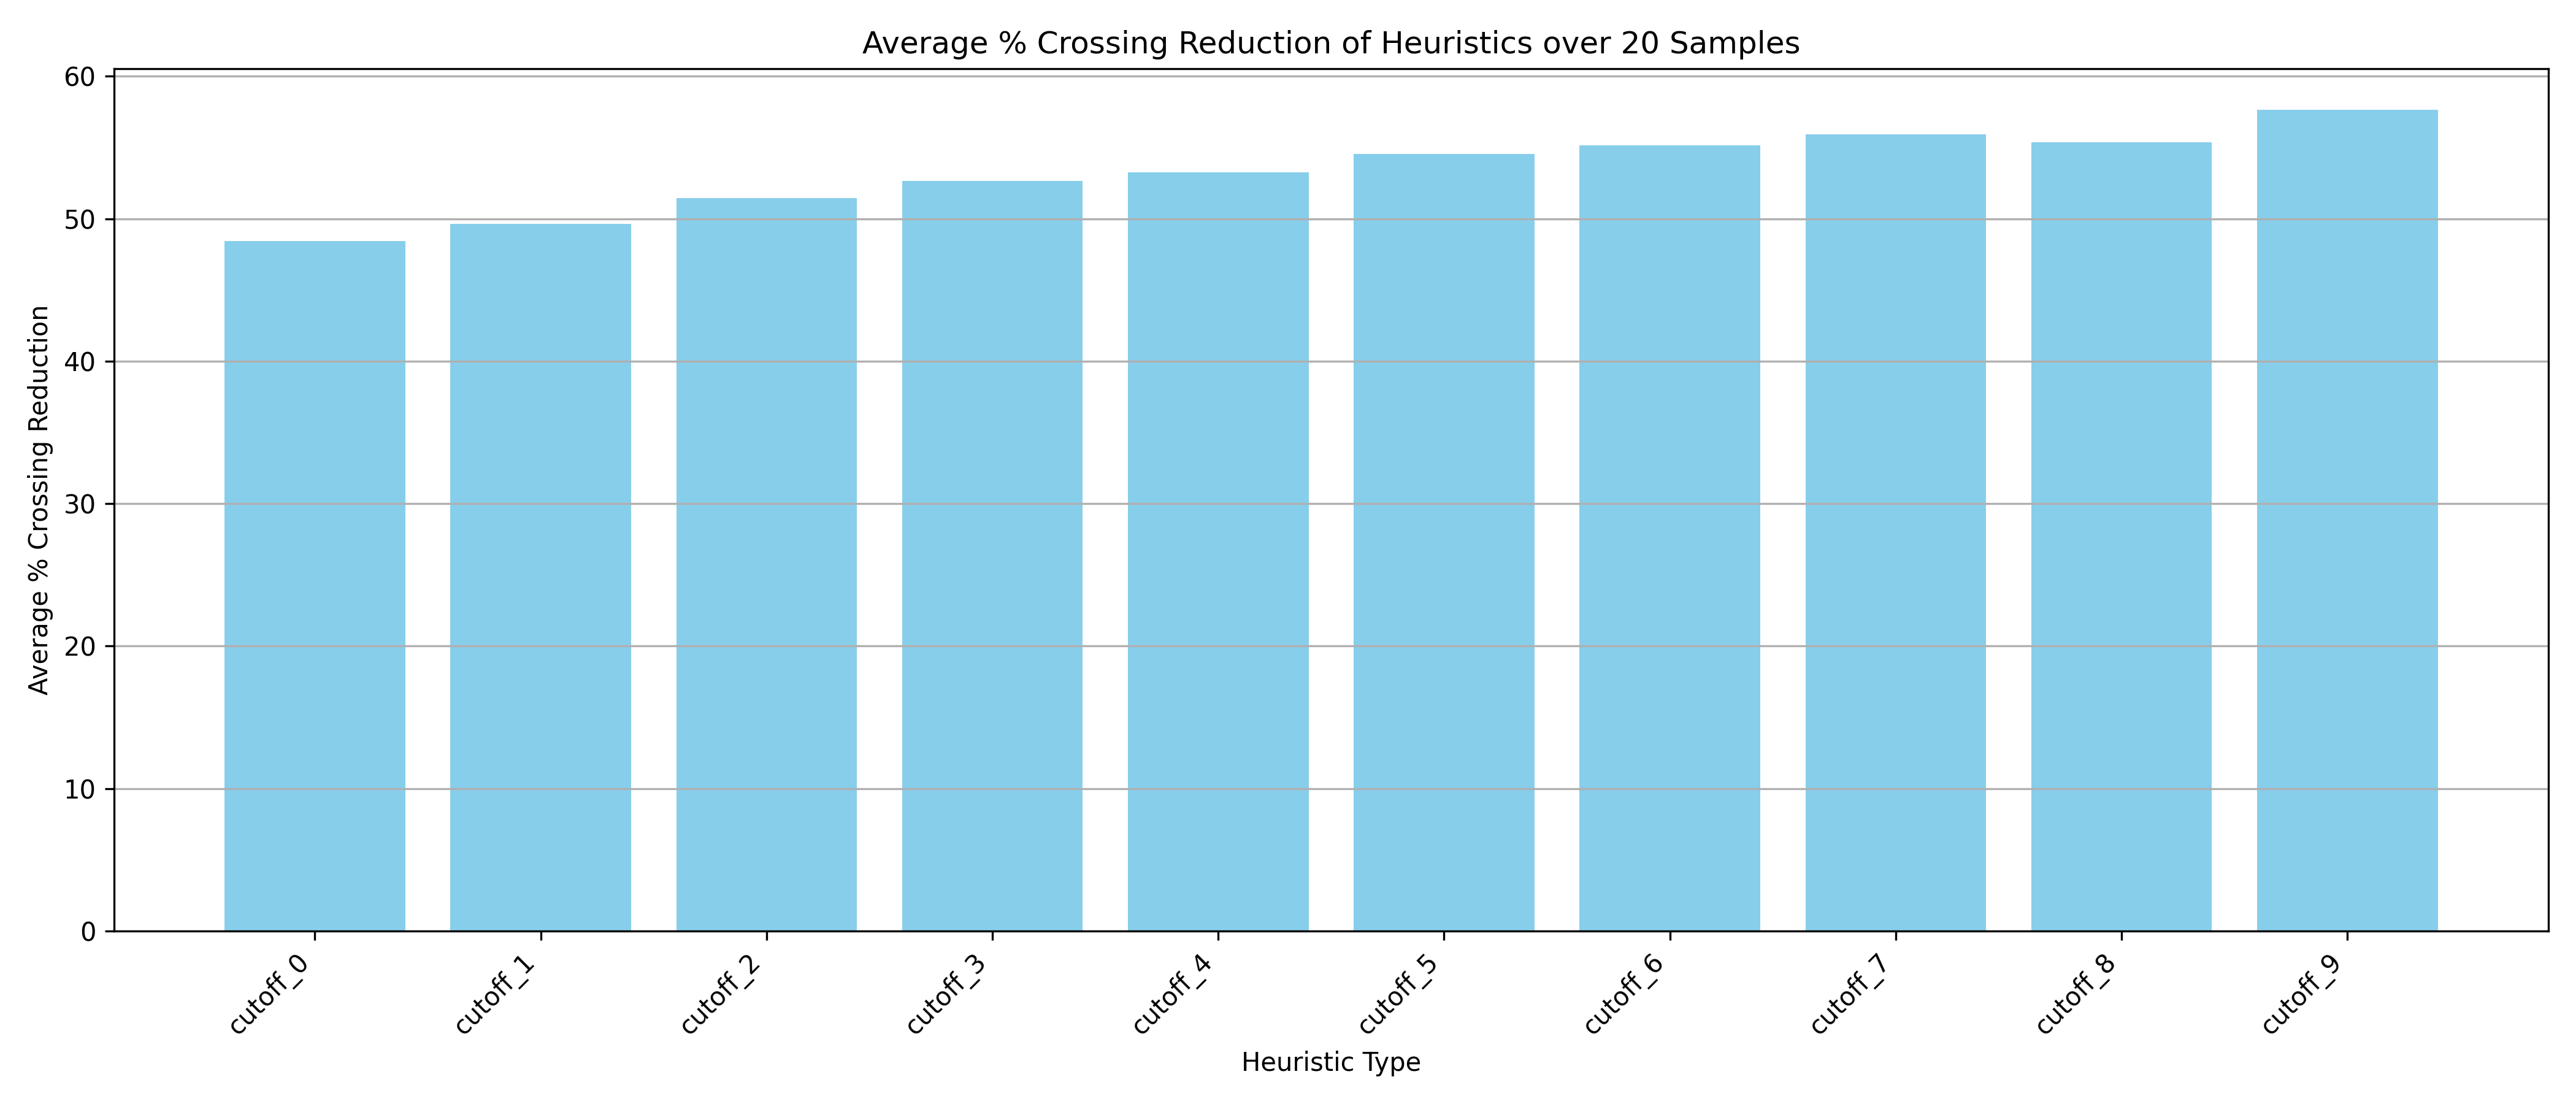 Average % Crossing Reduction of Heuristics over 20 Samples
Average % Crossing Reduction
60
50
40
30
20
10
0
cutoff_0
cutoff_1
cutoff_2
cutoff_3
cutoff_4
cutoff_5
cutoff_6
cutoff_7
cutoff_8
cutoff_9
Heuristic Type